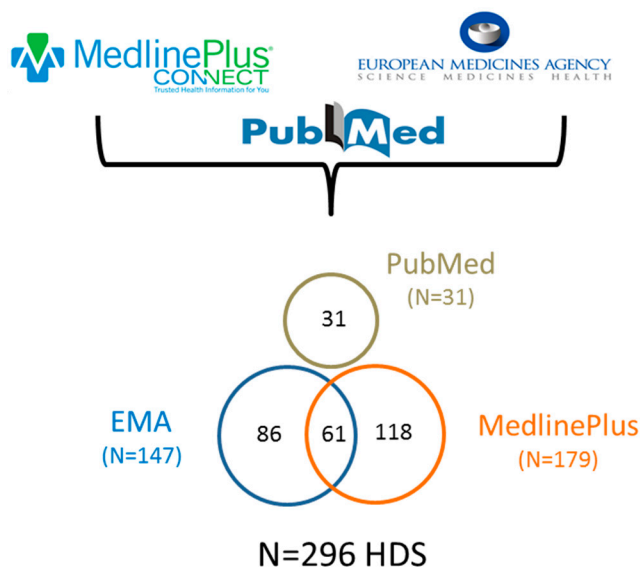 MedlinePlus®
CONNECT
Trusted Health Information for You
EUROPEAN MEDICINES AGENCY
SCIENCE MEDICINES HEALTH
PubMed
PubMed
(N=31)
31
EMA
(N=147)
86
61
118
MedlinePlus
(N=179)
N=296 HDS